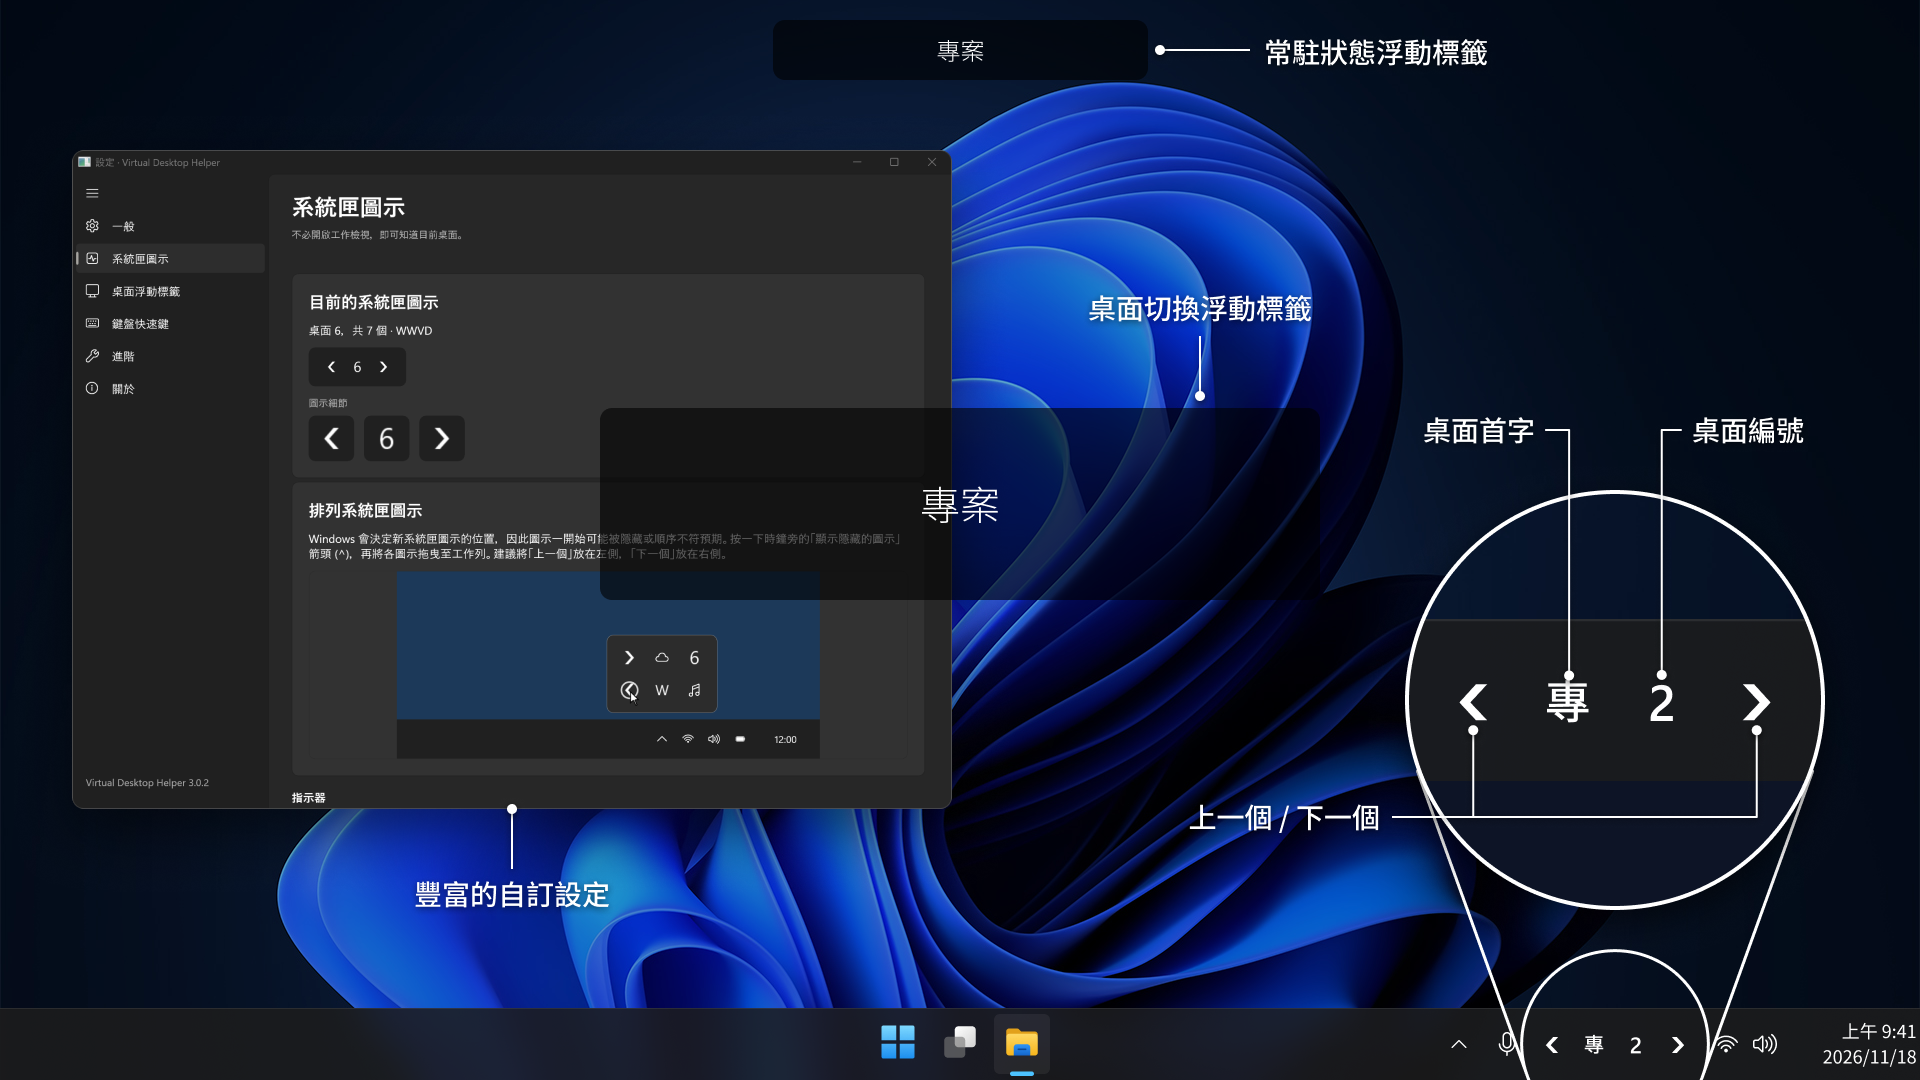 專案
常駐狀態浮動標籤
設定 · Virtual Desktop Helper
一般
系統匣圖示
桌面浮動標籤
鍵盤快速鍵
進階
關於
Virtual Desktop Helper 3.0.2
系統匣圖示
不必開啟工作檢視，即可知道目前桌面。
目前的系統匣圖示
桌面 6，共 7 個 · WWVD
6
圖示細節
6
排列系統匣圖示
Windows 會決定新系統匣圖示的位置，因此圖示一開始可能被隱藏或順序不符預期。按一下時鐘旁的「顯示隱藏的圖示」
箭頭 (^)，再將各圖示拖曳至工作列。建議將「上一個」放在左側，「下一個」放在右側。
6
W
12:00
指示器
桌面切換浮動標籤
專案
豐富的自訂設定
桌面首字
桌面編號
專 2
上一個 / 下一個
專 2
上午 9:41
2026/11/18